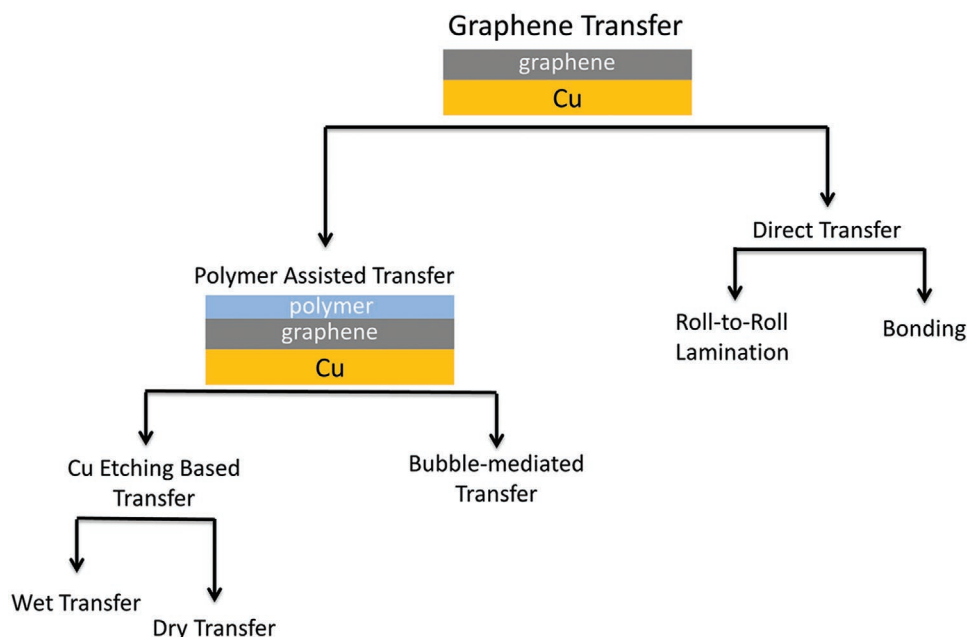 Graphene Transfer
graphene
Cu
Direct Transfer
Polymer Assisted Transfer
polymer
graphene
Cu
Roll-to-Roll
Lamination
Bonding
Cu Etching Based
Transfer
Bubble-mediated
Transfer
Wet Transfer
Dry Transfer